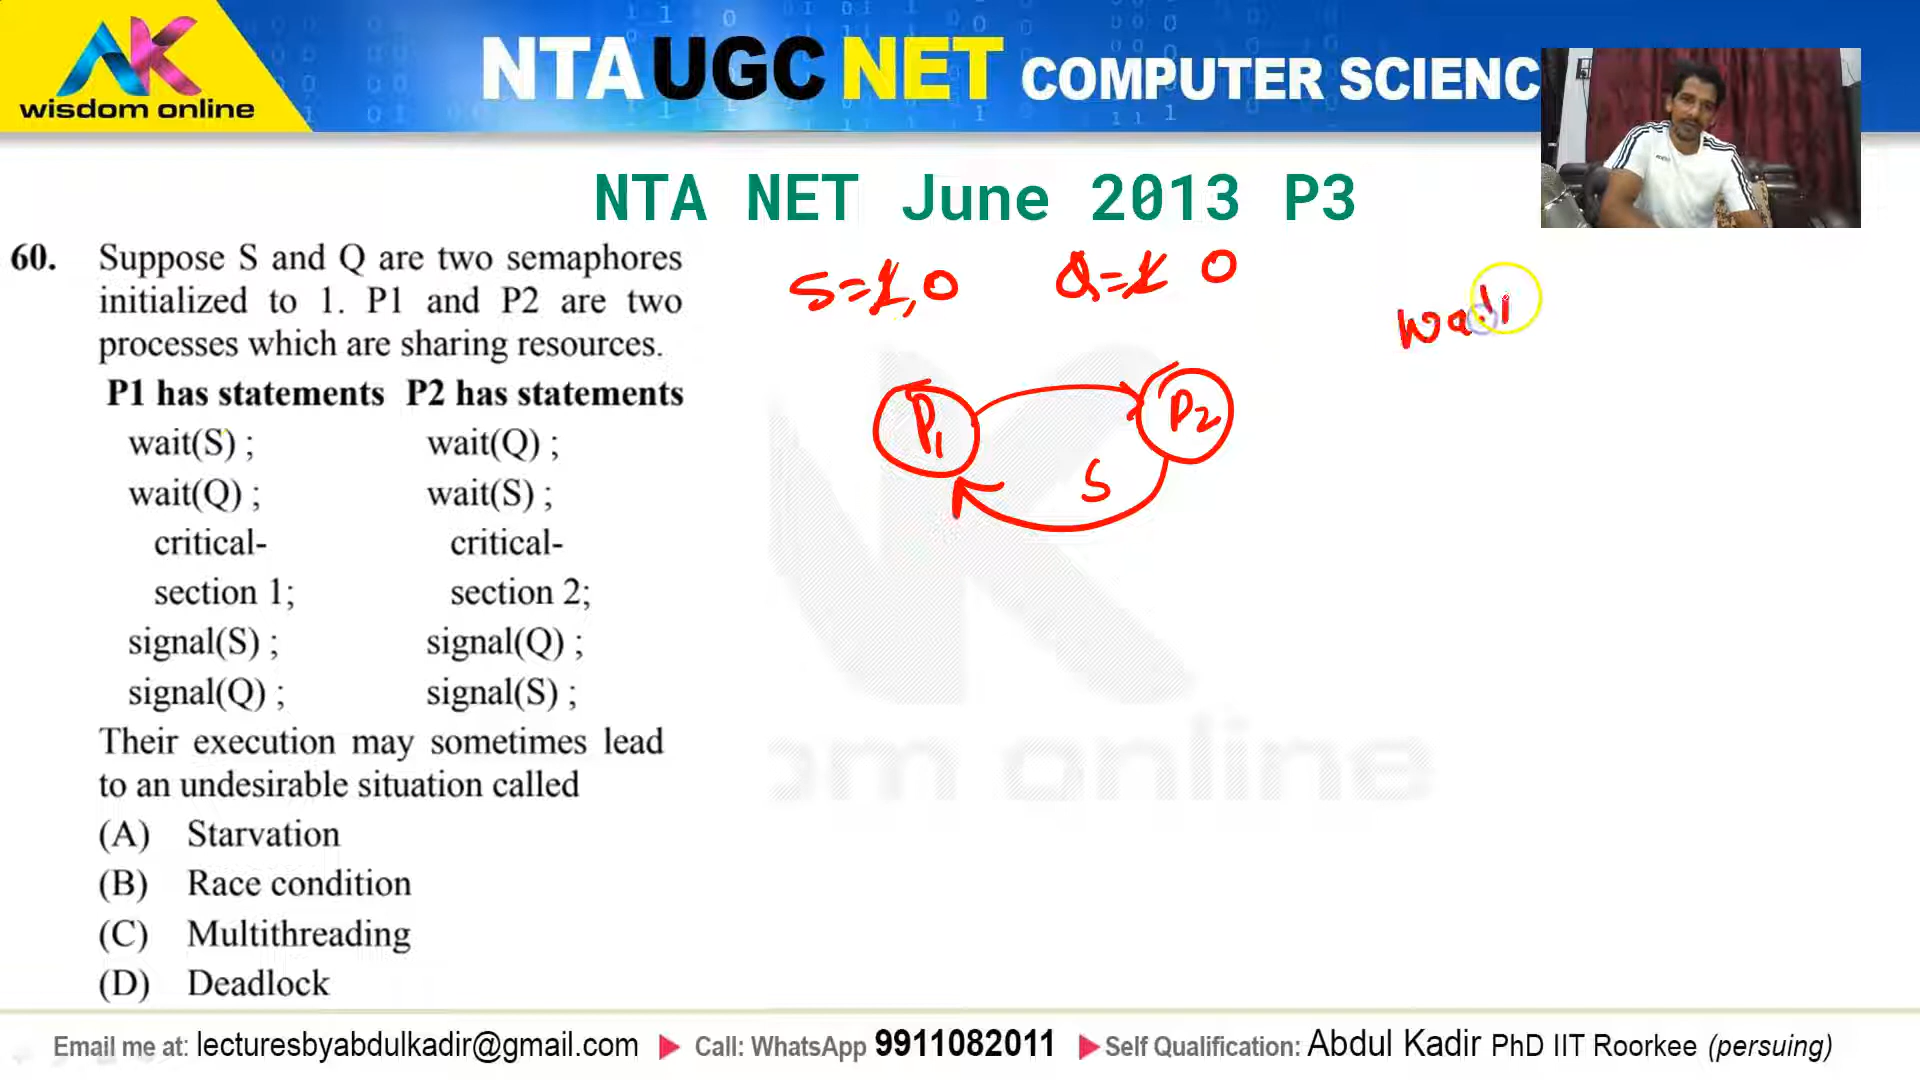 AK
wisdom online
NTA UGC NET COMPUTER SCIENC
NTA NET June 2013 P3
60. Suppose S and Q are two semaphores
initialized to 1. P1 and P2 are two
processes which are sharing resources.
P1 has statements P2 has statements
wait(S) ; wait(Q) ;
wait(Q) ; wait(S) ;
critical- critical-
section 1; section 2;
signal(S) ; signal(Q) ;
signal(Q) ; signal(S) ;
Their execution may sometimes lead
to an undesirable situation called
(A) Starvation
(B) Race condition
(C) Multithreading
(D) Deadlock
S=1,0 Q=1 0
P1 P2
S
om online
Email me at: lecturesbyabdulkadir@gmail.com Call: WhatsApp 9911082011 Self Qualification: Abdul Kadir PhD IIT Roorkee (persuing)